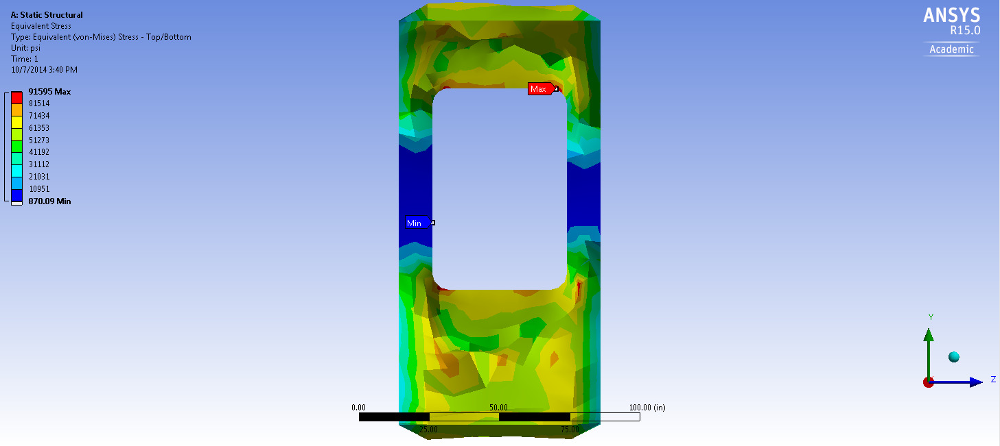 A: Static Structural
Equivalent Stress
Type: Equivalent (von-Mises) Stress - Top/Bottom
Unit: psi
Time: 1
10/7/2014 3:40 PM
ANSYS
R15.0
Academic
91595 Max
81514
71434
61353
51273
41192
31112
21031
10951
870.09 Min
Max
Min
0.00 50.00 100.00 (in)
25.00 75.00
Y
Z